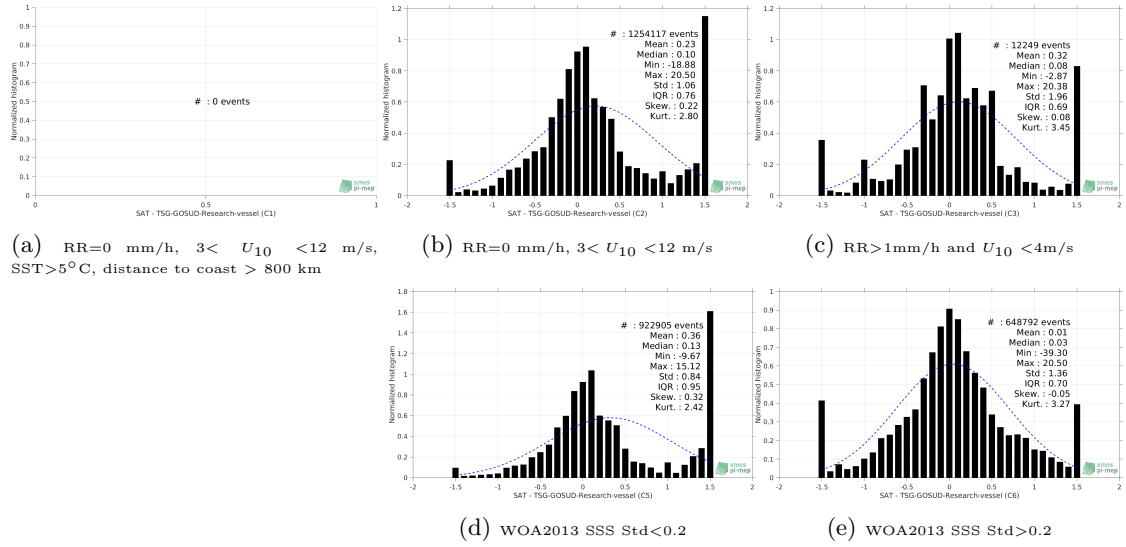 1
0.9
0.8
0.7
0.6
0.5
0.4
0.3
0.2
0.1
0
Normalized histogram
# : 0 events
smos
pi-mep
0 0.5 1
SAT - TSG-GOSUD-Research-vessel (C1)
(a) RR=0 mm/h, 3< U10 <12 m/s,
SST>5°C, distance to coast > 800 km
1.2
1
0.8
0.6
0.4
0.2
0
Normalized histogram
# : 1254117 events
Mean : 0.23
Median : 0.10
Min : -18.88
Max : 20.50
Std : 1.06
IQR : 0.76
Skew. : 0.22
Kurt. : 2.80
smos
pi-mep
-2 -1.5 -1 -0.5 0 0.5 1 1.5 2
SAT - TSG-GOSUD-Research-vessel (C2)
(b) RR=0 mm/h, 3< U10 <12 m/s
1.2
1
0.8
0.6
0.4
0.2
0
Normalized histogram
# : 12249 events
Mean : 0.32
Median : 0.08
Min : -2.87
Max : 20.38
Std : 1.96
IQR : 0.69
Skew. : 0.08
Kurt. : 3.45
smos
pi-mep
-2 -1.5 -1 -0.5 0 0.5 1 1.5 2
SAT - TSG-GOSUD-Research-vessel (C3)
(c) RR>1mm/h and U10 <4m/s
1.8
1.6
1.4
1.2
1
0.8
0.6
0.4
0.2
0
Normalized histogram
# : 922905 events
Mean : 0.36
Median : 0.13
Min : -9.67
Max : 15.12
Std : 0.84
IQR : 0.95
Skew. : 0.32
Kurt. : 2.42
smos
pi-mep
-2 -1.5 -1 -0.5 0 0.5 1 1.5 2
SAT - TSG-GOSUD-Research-vessel (C5)
(d) WOA2013 SSS Std<0.2
1
0.9
0.8
0.7
0.6
0.5
0.4
0.3
0.2
0.1
0
Normalized histogram
# : 648792 events
Mean : 0.01
Median : 0.03
Min : -39.30
Max : 20.50
Std : 1.36
IQR : 0.70
Skew. : -0.05
Kurt. : 3.27
smos
pi-mep
-2 -1.5 -1 -0.5 0 0.5 1 1.5 2
SAT - TSG-GOSUD-Research-vessel (C6)
(e) WOA2013 SSS Std>0.2